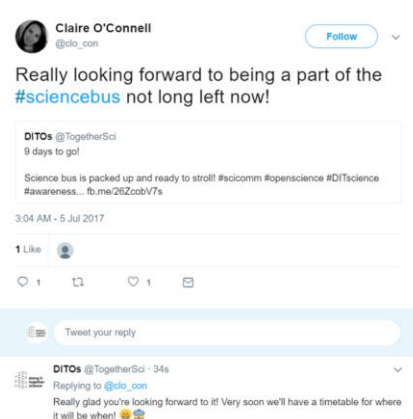 Claire O'Connell
@clo_con
Follow
Really looking forward to being a part of the
#sciencebus not long left now!
DITOs @TogetherSci
9 days to go!
Science bus is packed up and ready to stroll! #scicomm #openscience #DITscience
#awareness... fb.me/26ZcobV7s
3:04 AM - 5 Jul 2017
1 Like
1
1
Tweet your reply
DITOs @TogetherSci · 34s
Replying to @clo_con
Really glad you're looking forward to it! Very soon we'll have a timetable for where
it will be when!